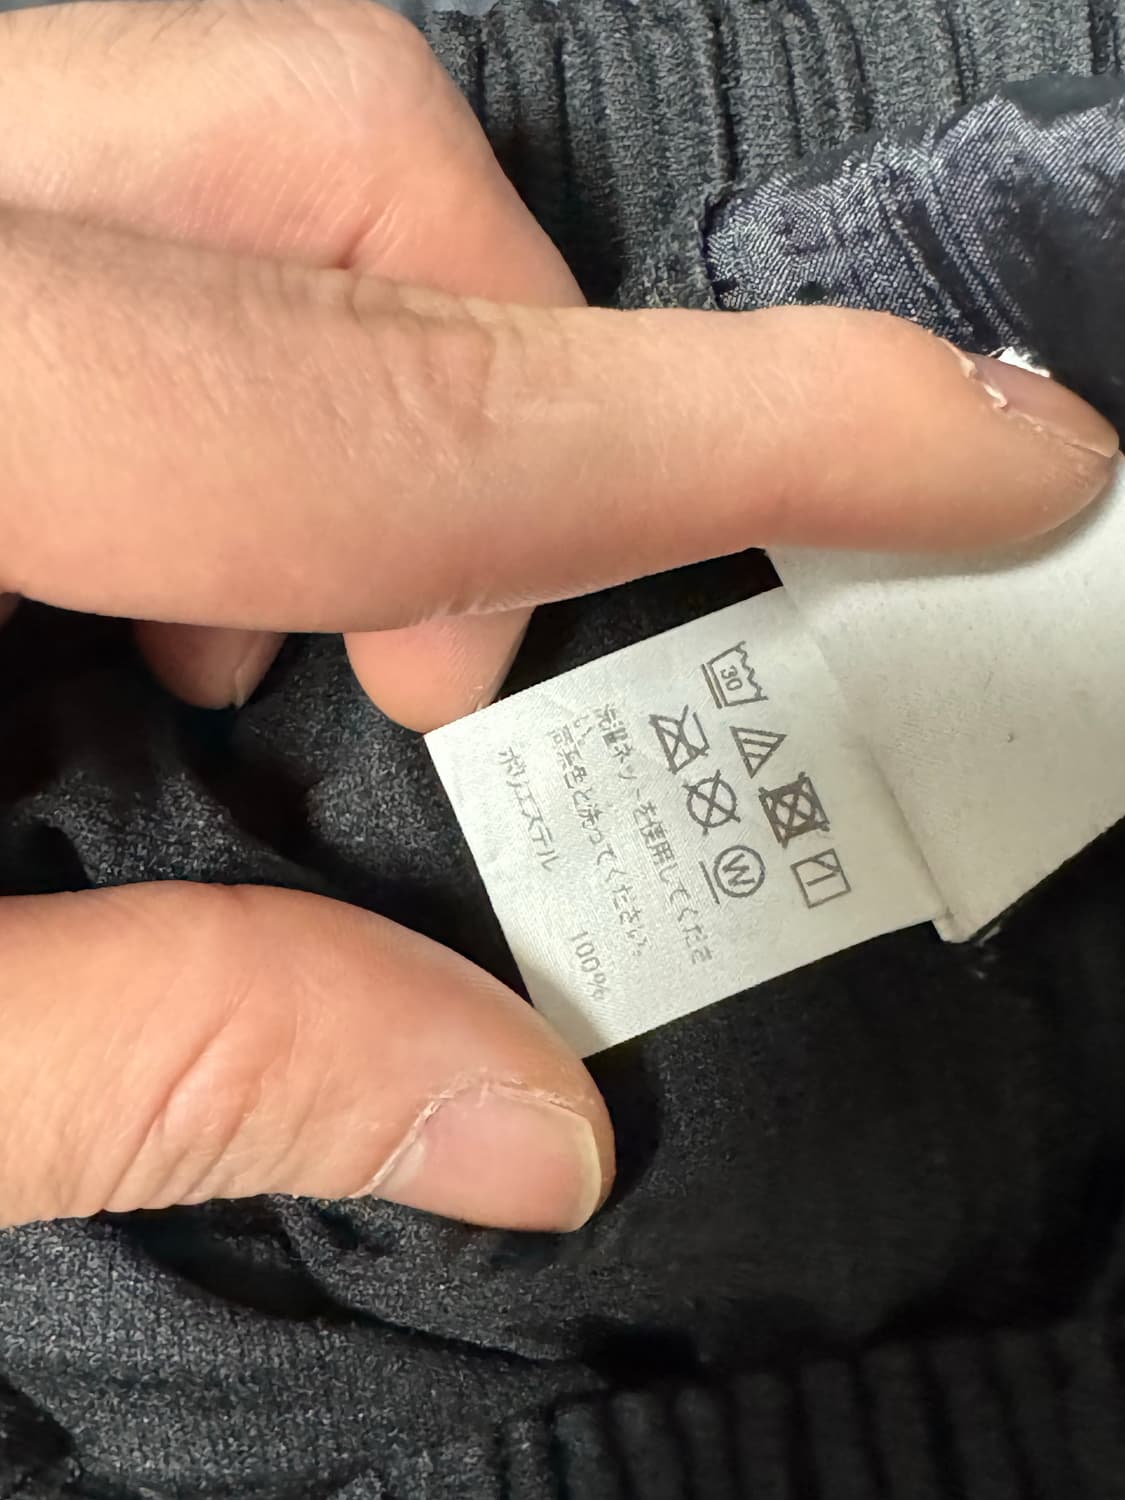 30
W
洗濯ネットを使用してくださ
い。
同系色と洗ってください。
ポリエステル 100%